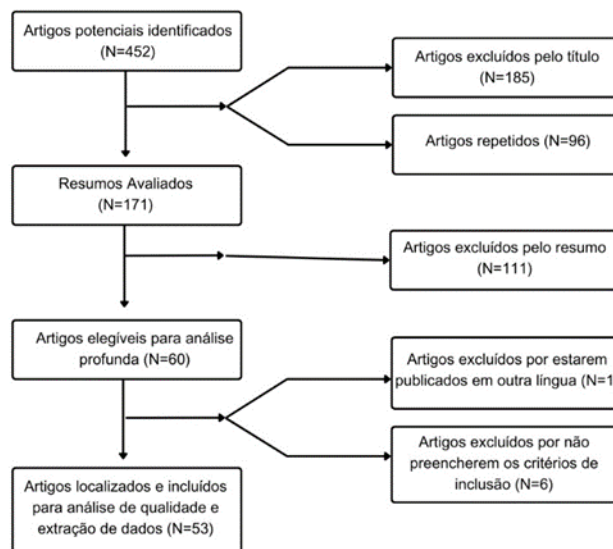 Artigos potenciais identificados
(N=452)
Artigos excluídos pelo título
(N=185)
Artigos repetidos (N=96)
Resumos Avaliados
(N=171)
Artigos excluídos pelo resumo
(N=111)
Artigos elegíveis para análise
profunda (N=60)
Artigos excluídos por estarem
publicados em outra língua (N=1
Artigos excluídos por não
preencherem os critérios de
inclusão (N=6)
Artigos localizados e incluídos
para análise de qualidade e
extração de dados (N=53)